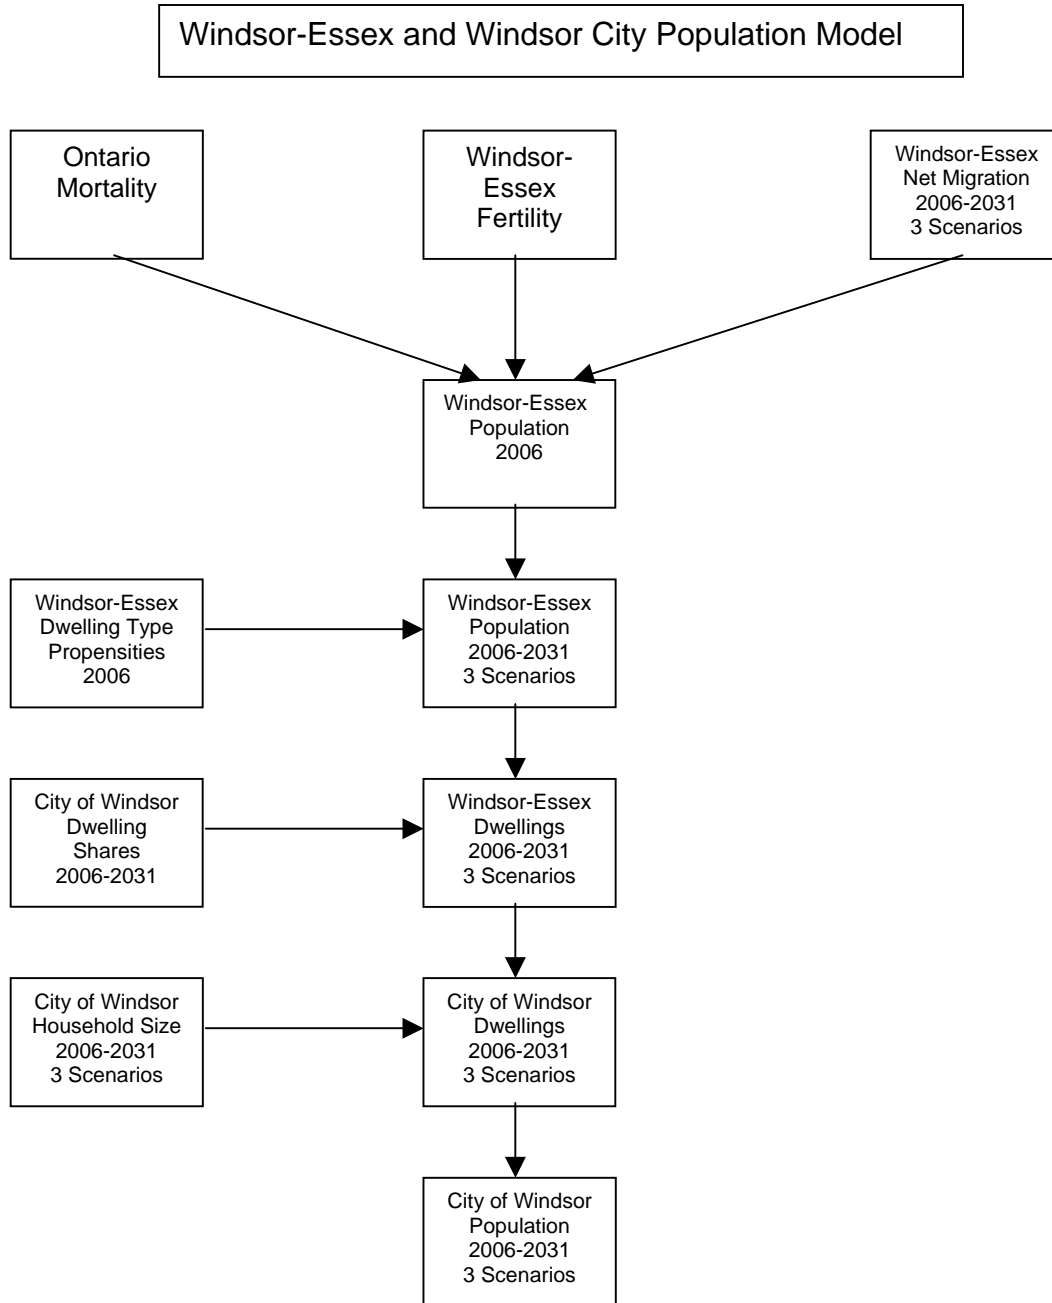 Windsor-Essex and Windsor City Population Model
Ontario
Mortality
Windsor-
Essex
Fertility
Windsor-Essex
Net Migration
2006-2031
3 Scenarios
Windsor-Essex
Population
2006
Windsor-Essex
Dwelling Type
Propensities
2006
Windsor-Essex
Population
2006-2031
3 Scenarios
City of Windsor
Dwelling
Shares
2006-2031
Windsor-Essex
Dwellings
2006-2031
3 Scenarios
City of Windsor
Household Size
2006-2031
3 Scenarios
City of Windsor
Dwellings
2006-2031
3 Scenarios
City of Windsor
Population
2006-2031
3 Scenarios